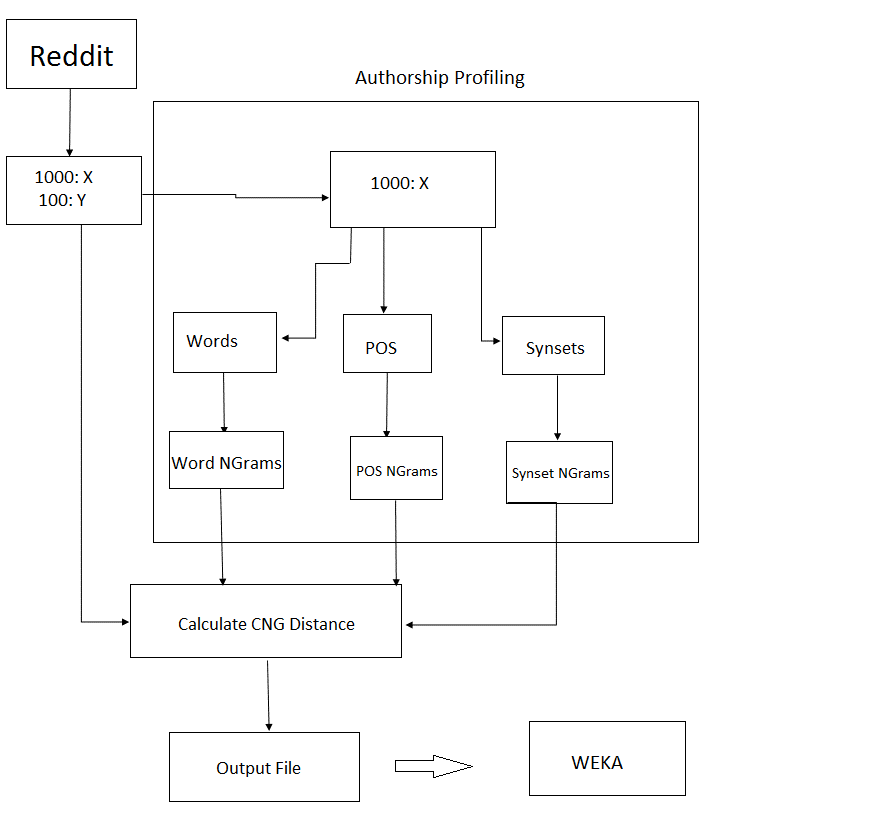 Reddit
Authorship Profiling
1000: X
100: Y
1000: X
Words
POS
Synsets
Word NGrams
POS NGrams
Synset NGrams
Calculate CNG Distance
Output File
WEKA